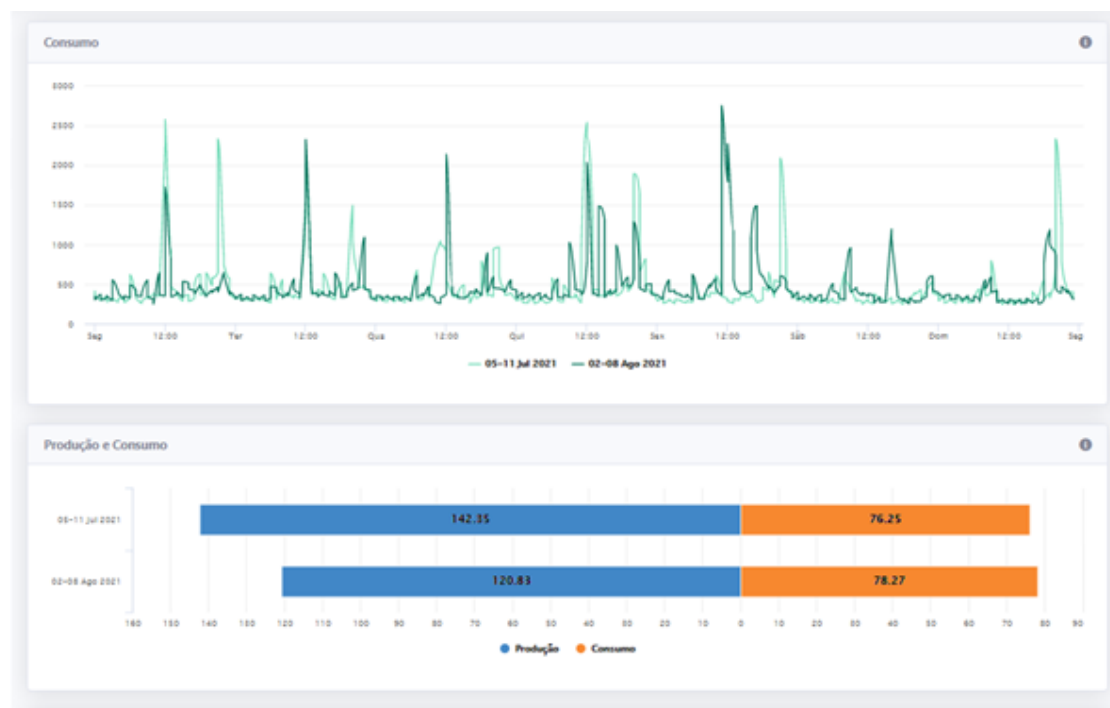 Consumo
3000
2500
2000
1500
1000
500
0
Seg 12:00 Ter 12:00 Qua 12:00 Qui 12:00 Sex 12:00 Sáb 12:00 Dom 12:00 Seg
05-11 Jul 2021 02-08 Ago 2021
Produção e Consumo
05-11 Jul 2021 142.35 76.25
02-08 Ago 2021 120.83 78.27
160 150 140 130 120 110 100 90 80 70 60 50 40 30 20 10 0 10 20 30 40 50 60 70 80 90
Produção Consumo